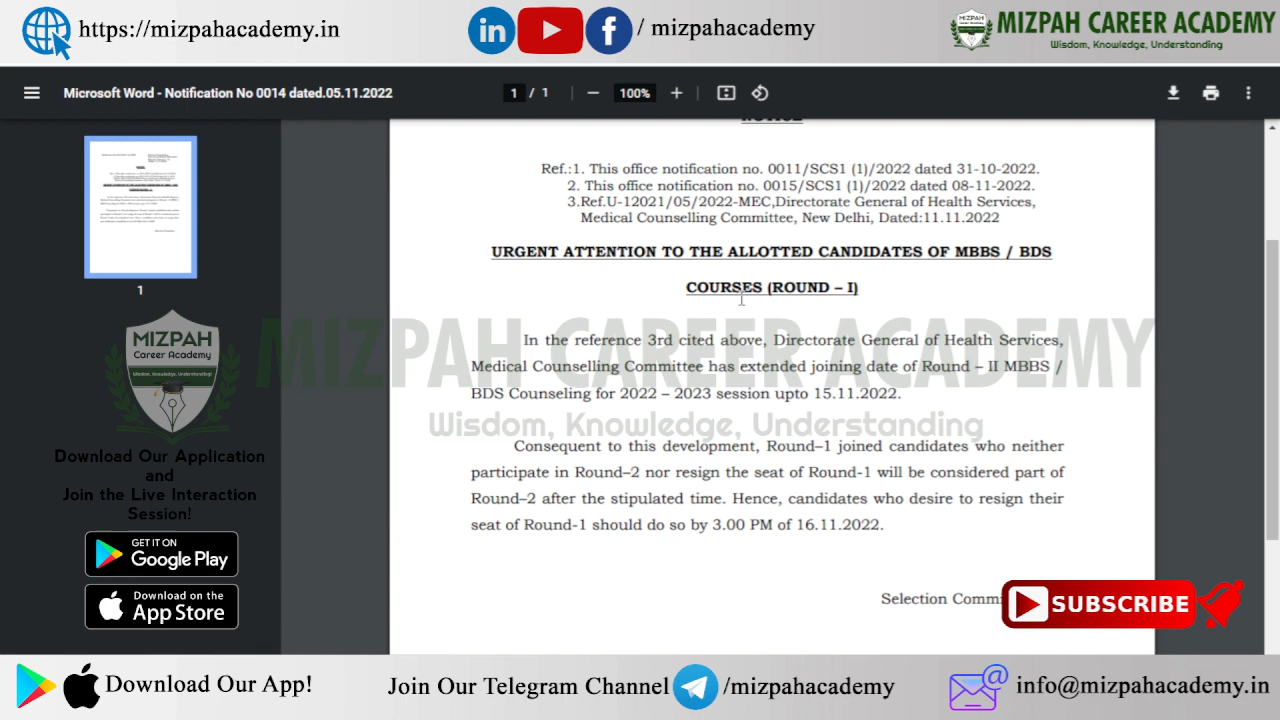 https://mizpahacademy.in
/ mizpahacademy
MIZPAH CAREER ACADEMY
Wisdom, Knowledge, Understanding
Microsoft Word - Notification No 0014 dated.05.11.2022
1 / 1
100%
NOTICE
Ref.:1. This office notification no. 0011/SCS1 (1)/2022 dated 31-10-2022.
2. This office notification no. 0015/SCS1 (1)/2022 dated 08-11-2022.
3.Ref.U-12021/05/2022-MEC,Directorate General of Health Services,
Medical Counselling Committee, New Delhi, Dated:11.11.2022
URGENT ATTENTION TO THE ALLOTTED CANDIDATES OF MBBS / BDS
COURSES (ROUND – I)
In the reference 3rd cited above, Directorate General of Health Services,
Medical Counselling Committee has extended joining date of Round – II MBBS /
BDS Counseling for 2022 – 2023 session upto 15.11.2022.
Consequent to this development, Round–1 joined candidates who neither
participate in Round–2 nor resign the seat of Round-1 will be considered part of
Round–2 after the stipulated time. Hence, candidates who desire to resign their
seat of Round-1 should do so by 3.00 PM of 16.11.2022.
Selection Comm
1
MIZPAH
Career Academy
Wisdom, Knowledge, Understanding!
MIZPAH CAREER ACADEMY
Wisdom, Knowledge, Understanding
Download Our Application
and
Join the Live Interaction
Session!
GET IT ON
Google Play
Download on the
App Store
SUBSCRIBE
Download Our App!
Join Our Telegram Channel /mizpahacademy
info@mizpahacademy.in